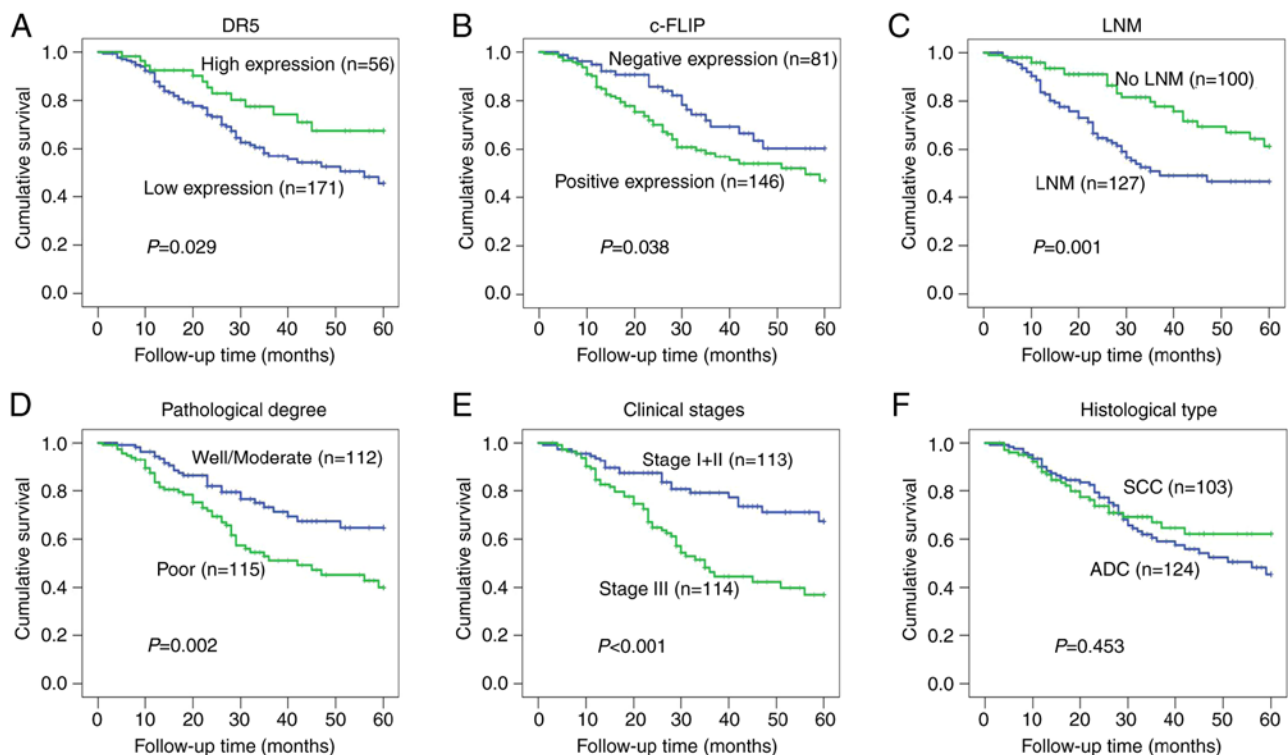 A
DR5
Cumulative survival
1.0
0.8
0.6
0.4
0.2
0.0
High expression (n=56)
Low expression (n=171)
P=0.029
0 10 20 30 40 50 60
Follow-up time (months)
B
c-FLIP
Cumulative survival
1.0
0.8
0.6
0.4
0.2
0.0
Negative expression (n=81)
Positive expression (n=146)
P=0.038
0 10 20 30 40 50 60
Follow-up time (months)
C
LNM
Cumulative survival
1.0
0.8
0.6
0.4
0.2
0.0
No LNM (n=100)
LNM (n=127)
P=0.001
0 10 20 30 40 50 60
Follow-up time (months)
D
Pathological degree
Cumulative survival
1.0
0.8
0.6
0.4
0.2
0.0
Well/Moderate (n=112)
Poor (n=115)
P=0.002
0 10 20 30 40 50 60
Follow-up time (months)
E
Clinical stages
Cumulative survival
1.0
0.8
0.6
0.4
0.2
0.0
Stage I+II (n=113)
Stage III (n=114)
P<0.001
0 10 20 30 40 50 60
Follow-up time (months)
F
Histological type
Cumulative survival
1.0
0.8
0.6
0.4
0.2
0.0
SCC (n=103)
ADC (n=124)
P=0.453
0 10 20 30 40 50 60
Follow-up time (months)